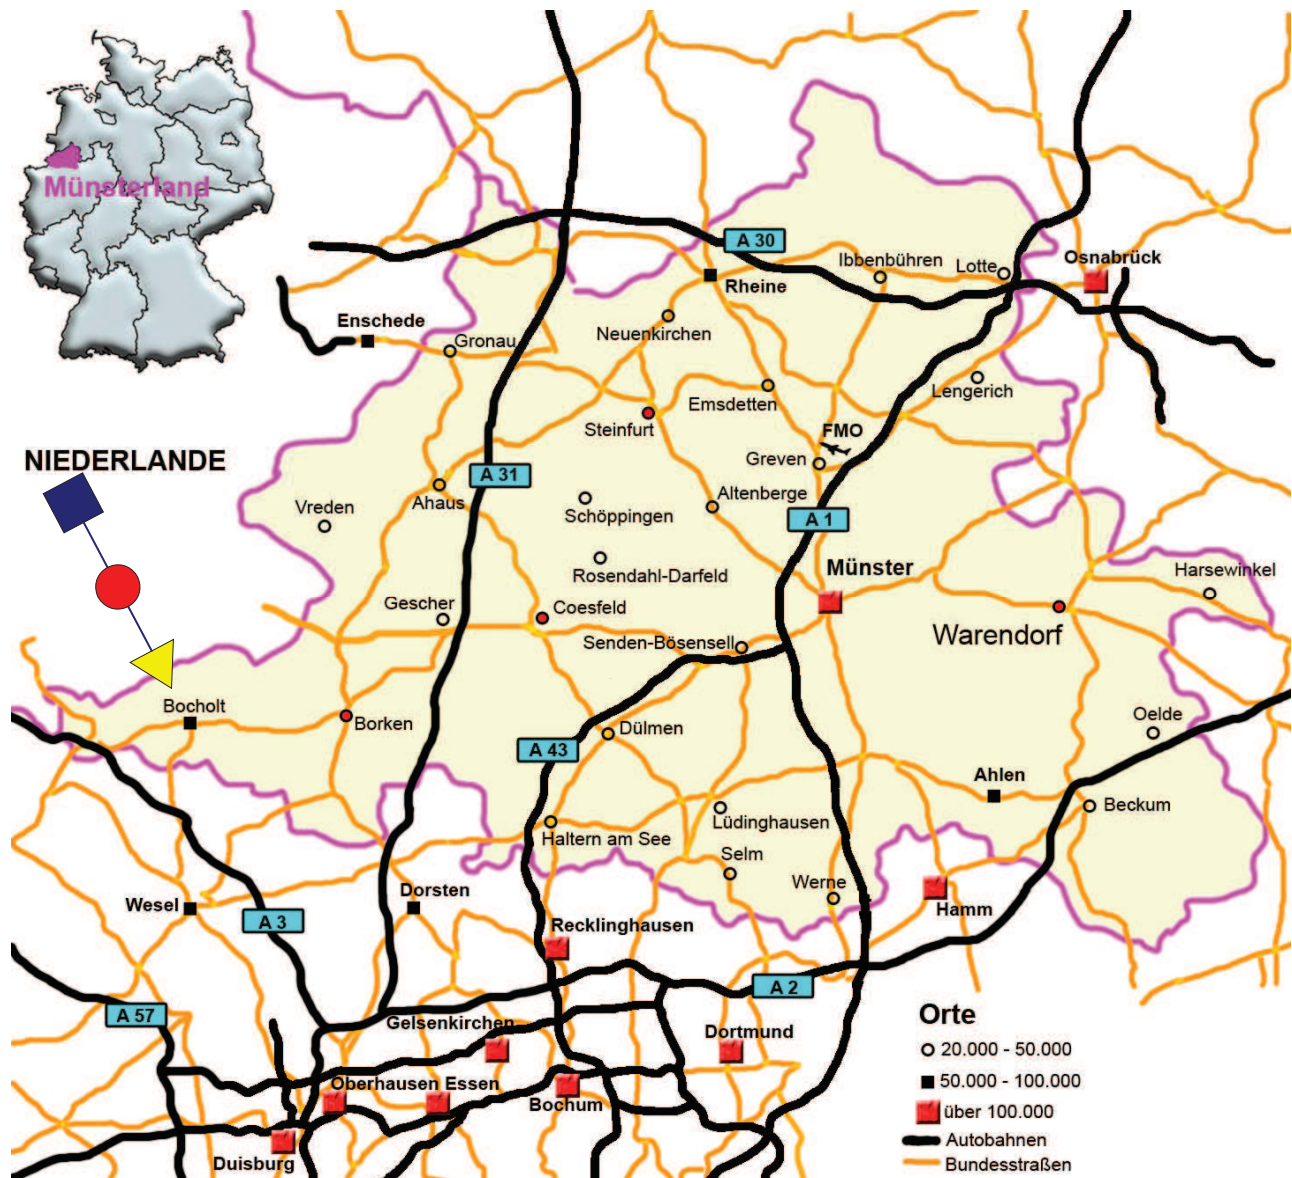 Münsterland
A 30
Ibbenbühren
Lotte
Osnabrück
Rheine
Enschede
Neuenkirchen
Gronau
Emsdetten
Lengerich
Steinfurt
FMO
NIEDERLANDE
Greven
A 31
Ahaus
Altenberge
Vreden
Schöppingen
A 1
Rosendahl-Darfeld
Münster
Harsewinkel
Gescher
Coesfeld
Warendorf
Senden-Bösensell
Bocholt
Borken
Dülmen
Oelde
A 43
Ahlen
Beckum
Lüdinghausen
Haltern am See
Selm
Werne
Dorsten
Wesel
Hamm
A 3
Recklinghausen
A 2
A 57
Gelsenkirchen
Dortmund
Oberhausen Essen
Bochum
Duisburg
Orte
20.000 - 50.000
50.000 - 100.000
über 100.000
Autobahnen
Bundesstraßen